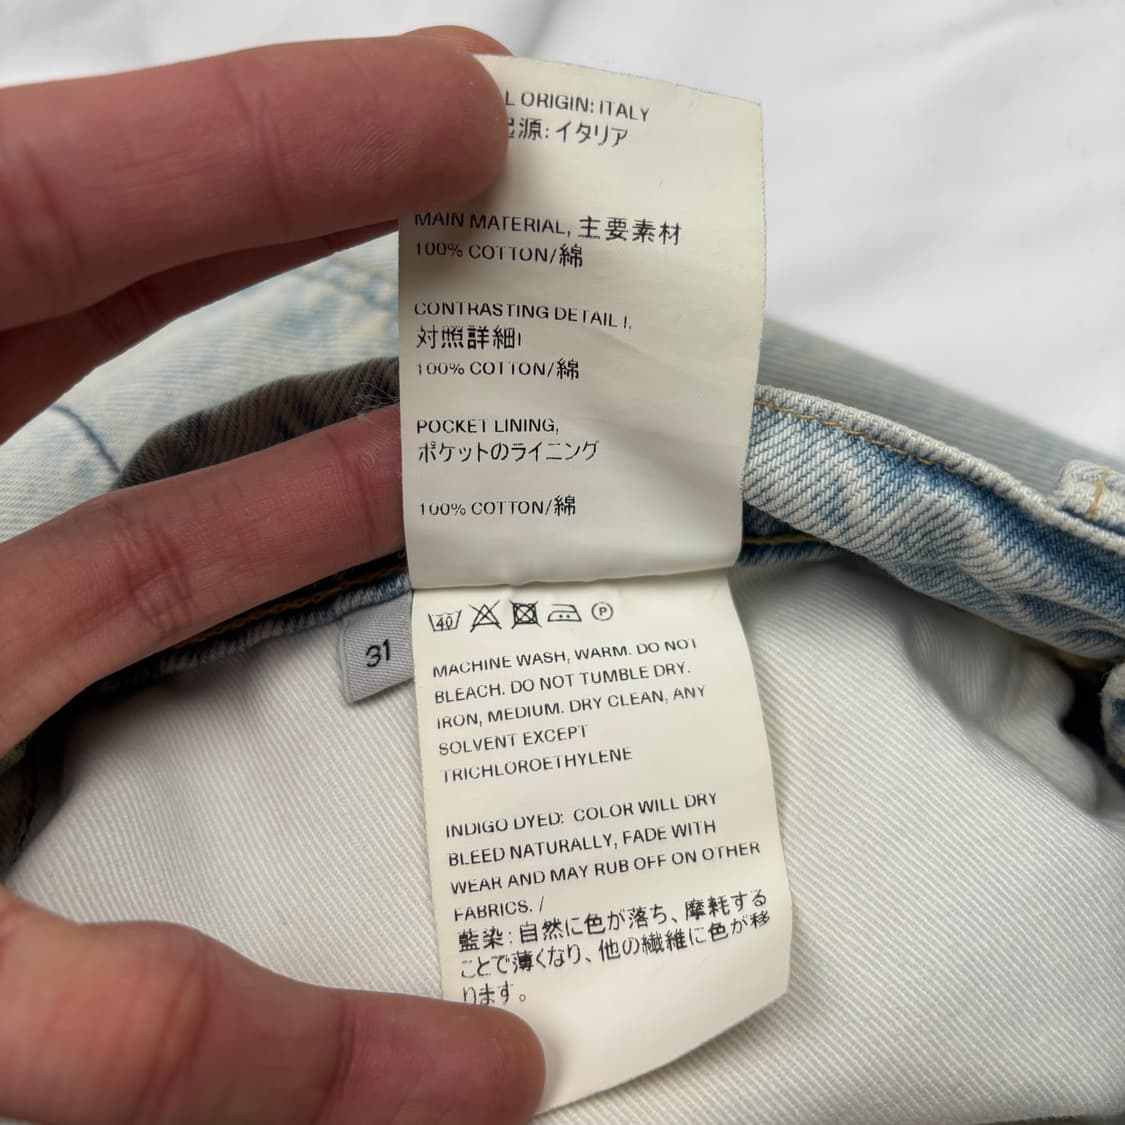 L ORIGIN: ITALY
起源: イタリア
MAIN MATERIAL, 主要素材
100% COTTON/綿
CONTRASTING DETAIL I,
対照詳細I
100% COTTON/綿
POCKET LINING,
ポケットのライニング
100% COTTON/綿
40 P
31
MACHINE WASH, WARM. DO NOT
BLEACH. DO NOT TUMBLE DRY.
IRON, MEDIUM. DRY CLEAN, ANY
SOLVENT EXCEPT
TRICHLOROETHYLENE
INDIGO DYED: COLOR WILL DRY
BLEED NATURALLY, FADE WITH
WEAR AND MAY RUB OFF ON OTHER
FABRICS. /
藍染: 自然に色が落ち、摩耗する
ことで薄くなり、他の繊維に色が移
ります。